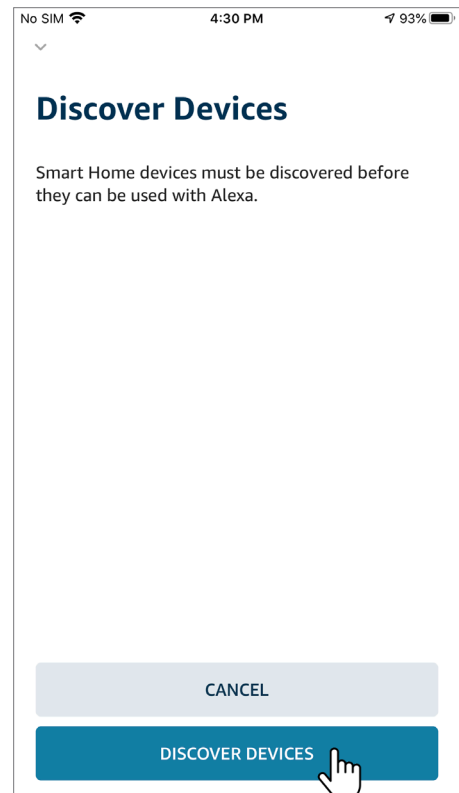 No SIM 4:30 PM 93%
Discover Devices
Smart Home devices must be discovered before
they can be used with Alexa.
CANCEL
DISCOVER DEVICES